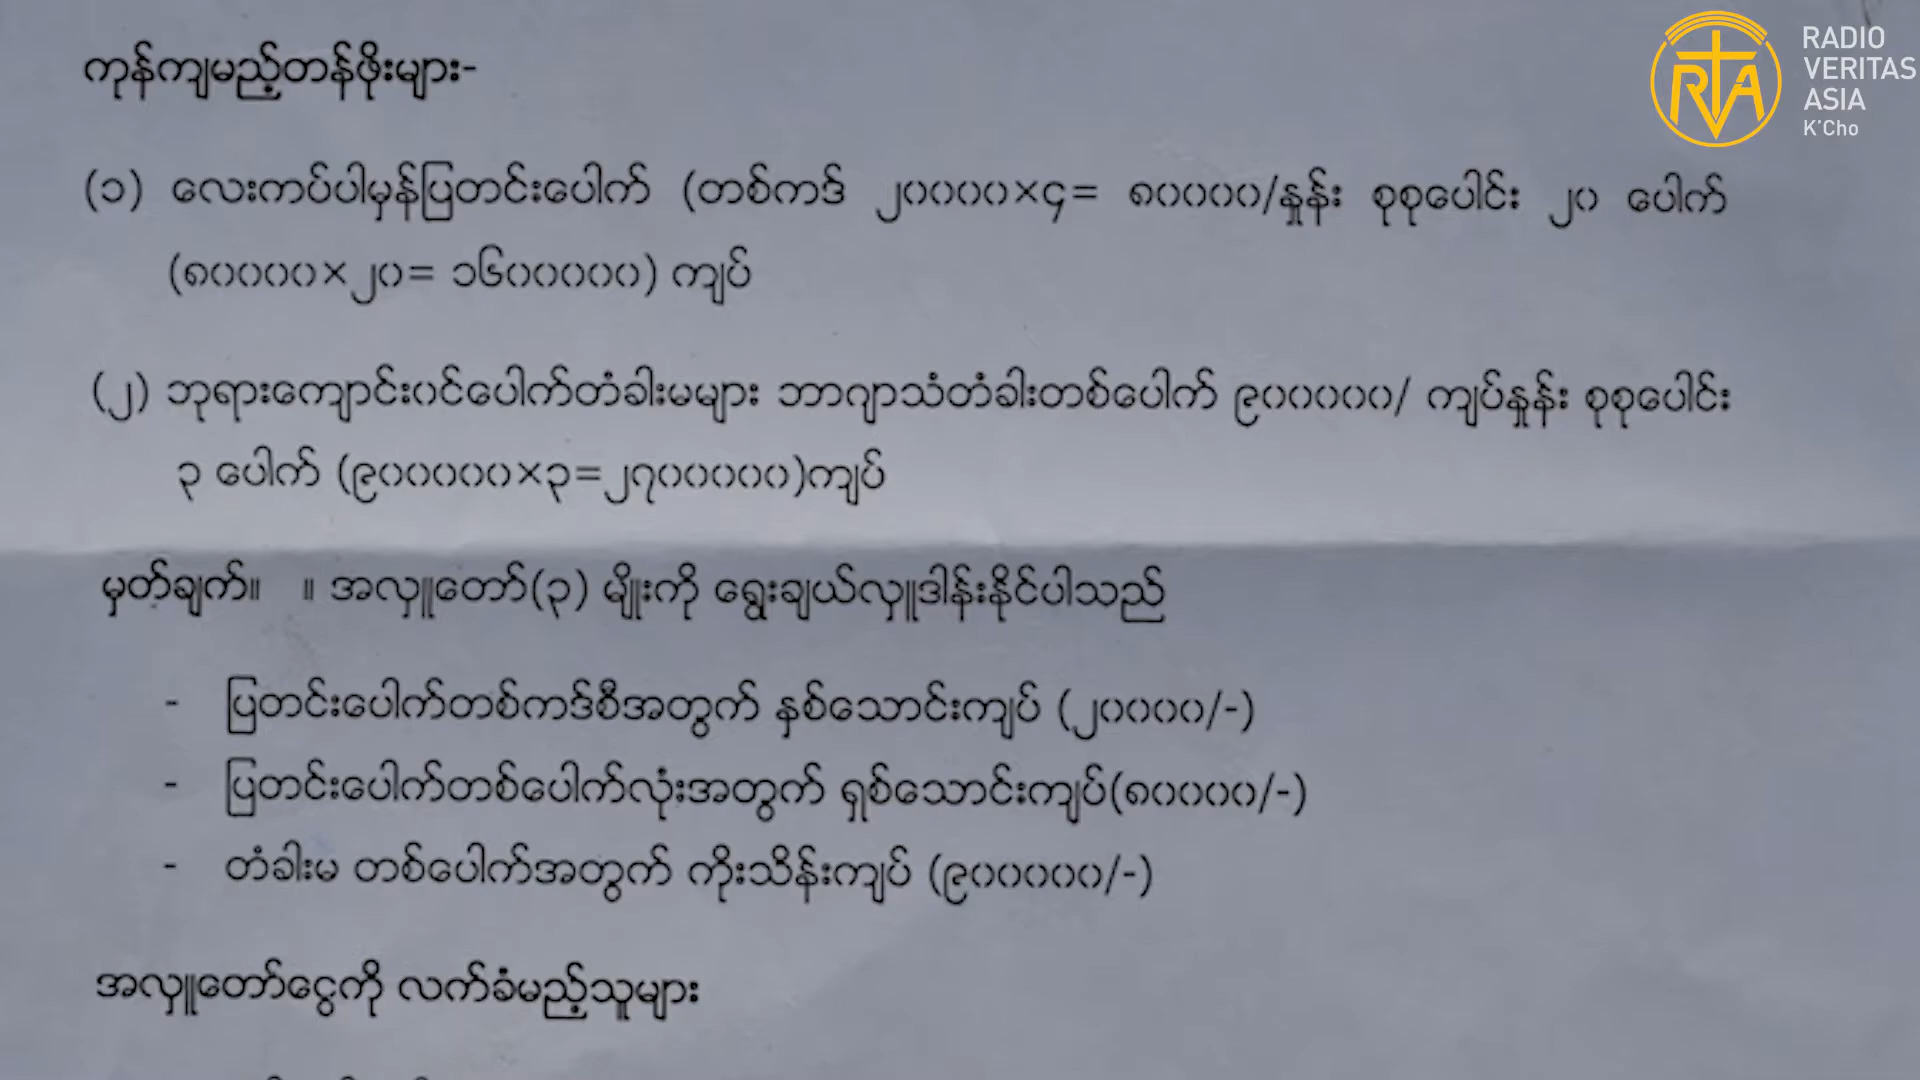 RADIO
VERITAS
ASIA
K'Cho
RVA
ကုန်ကျမည့်တန်ဖိုးများ-
(၁) လေးကပ်ပါမှန်ပြတင်းပေါက် (တစ်ကဒ် ၂၀၀၀၀×၄= ၈၀၀၀၀/နှုန်း စုစုပေါင်း ၂၀ ပေါက်
(၈၀၀၀၀×၂၀= ၁၆၀၀၀၀၀) ကျပ်
(၂) ဘုရားကျောင်းဝင်ပေါက်တံခါးမများ ဘာဂျာသံတံခါးတစ်ပေါက် ၉၀၀၀၀၀/ ကျပ်နှုန်း စုစုပေါင်း
၃ ပေါက် (၉၀၀၀၀၀×၃=၂၇၀၀၀၀၀)ကျပ်
မှတ်ချက်။ ။ အလှူတော်(၃) မျိုးကို ရွေးချယ်လှူဒါန်းနိုင်ပါသည်
- ပြတင်းပေါက်တစ်ကဒ်စီအတွက် နှစ်သောင်းကျပ် (၂၀၀၀၀/-)
- ပြတင်းပေါက်တစ်ပေါက်လုံးအတွက် ရှစ်သောင်းကျပ်(၈၀၀၀၀/-)
- တံခါးမ တစ်ပေါက်အတွက် ကိုးသိန်းကျပ် (၉၀၀၀၀၀/-)
အလှူတော်ငွေကို လက်ခံမည့်သူများ